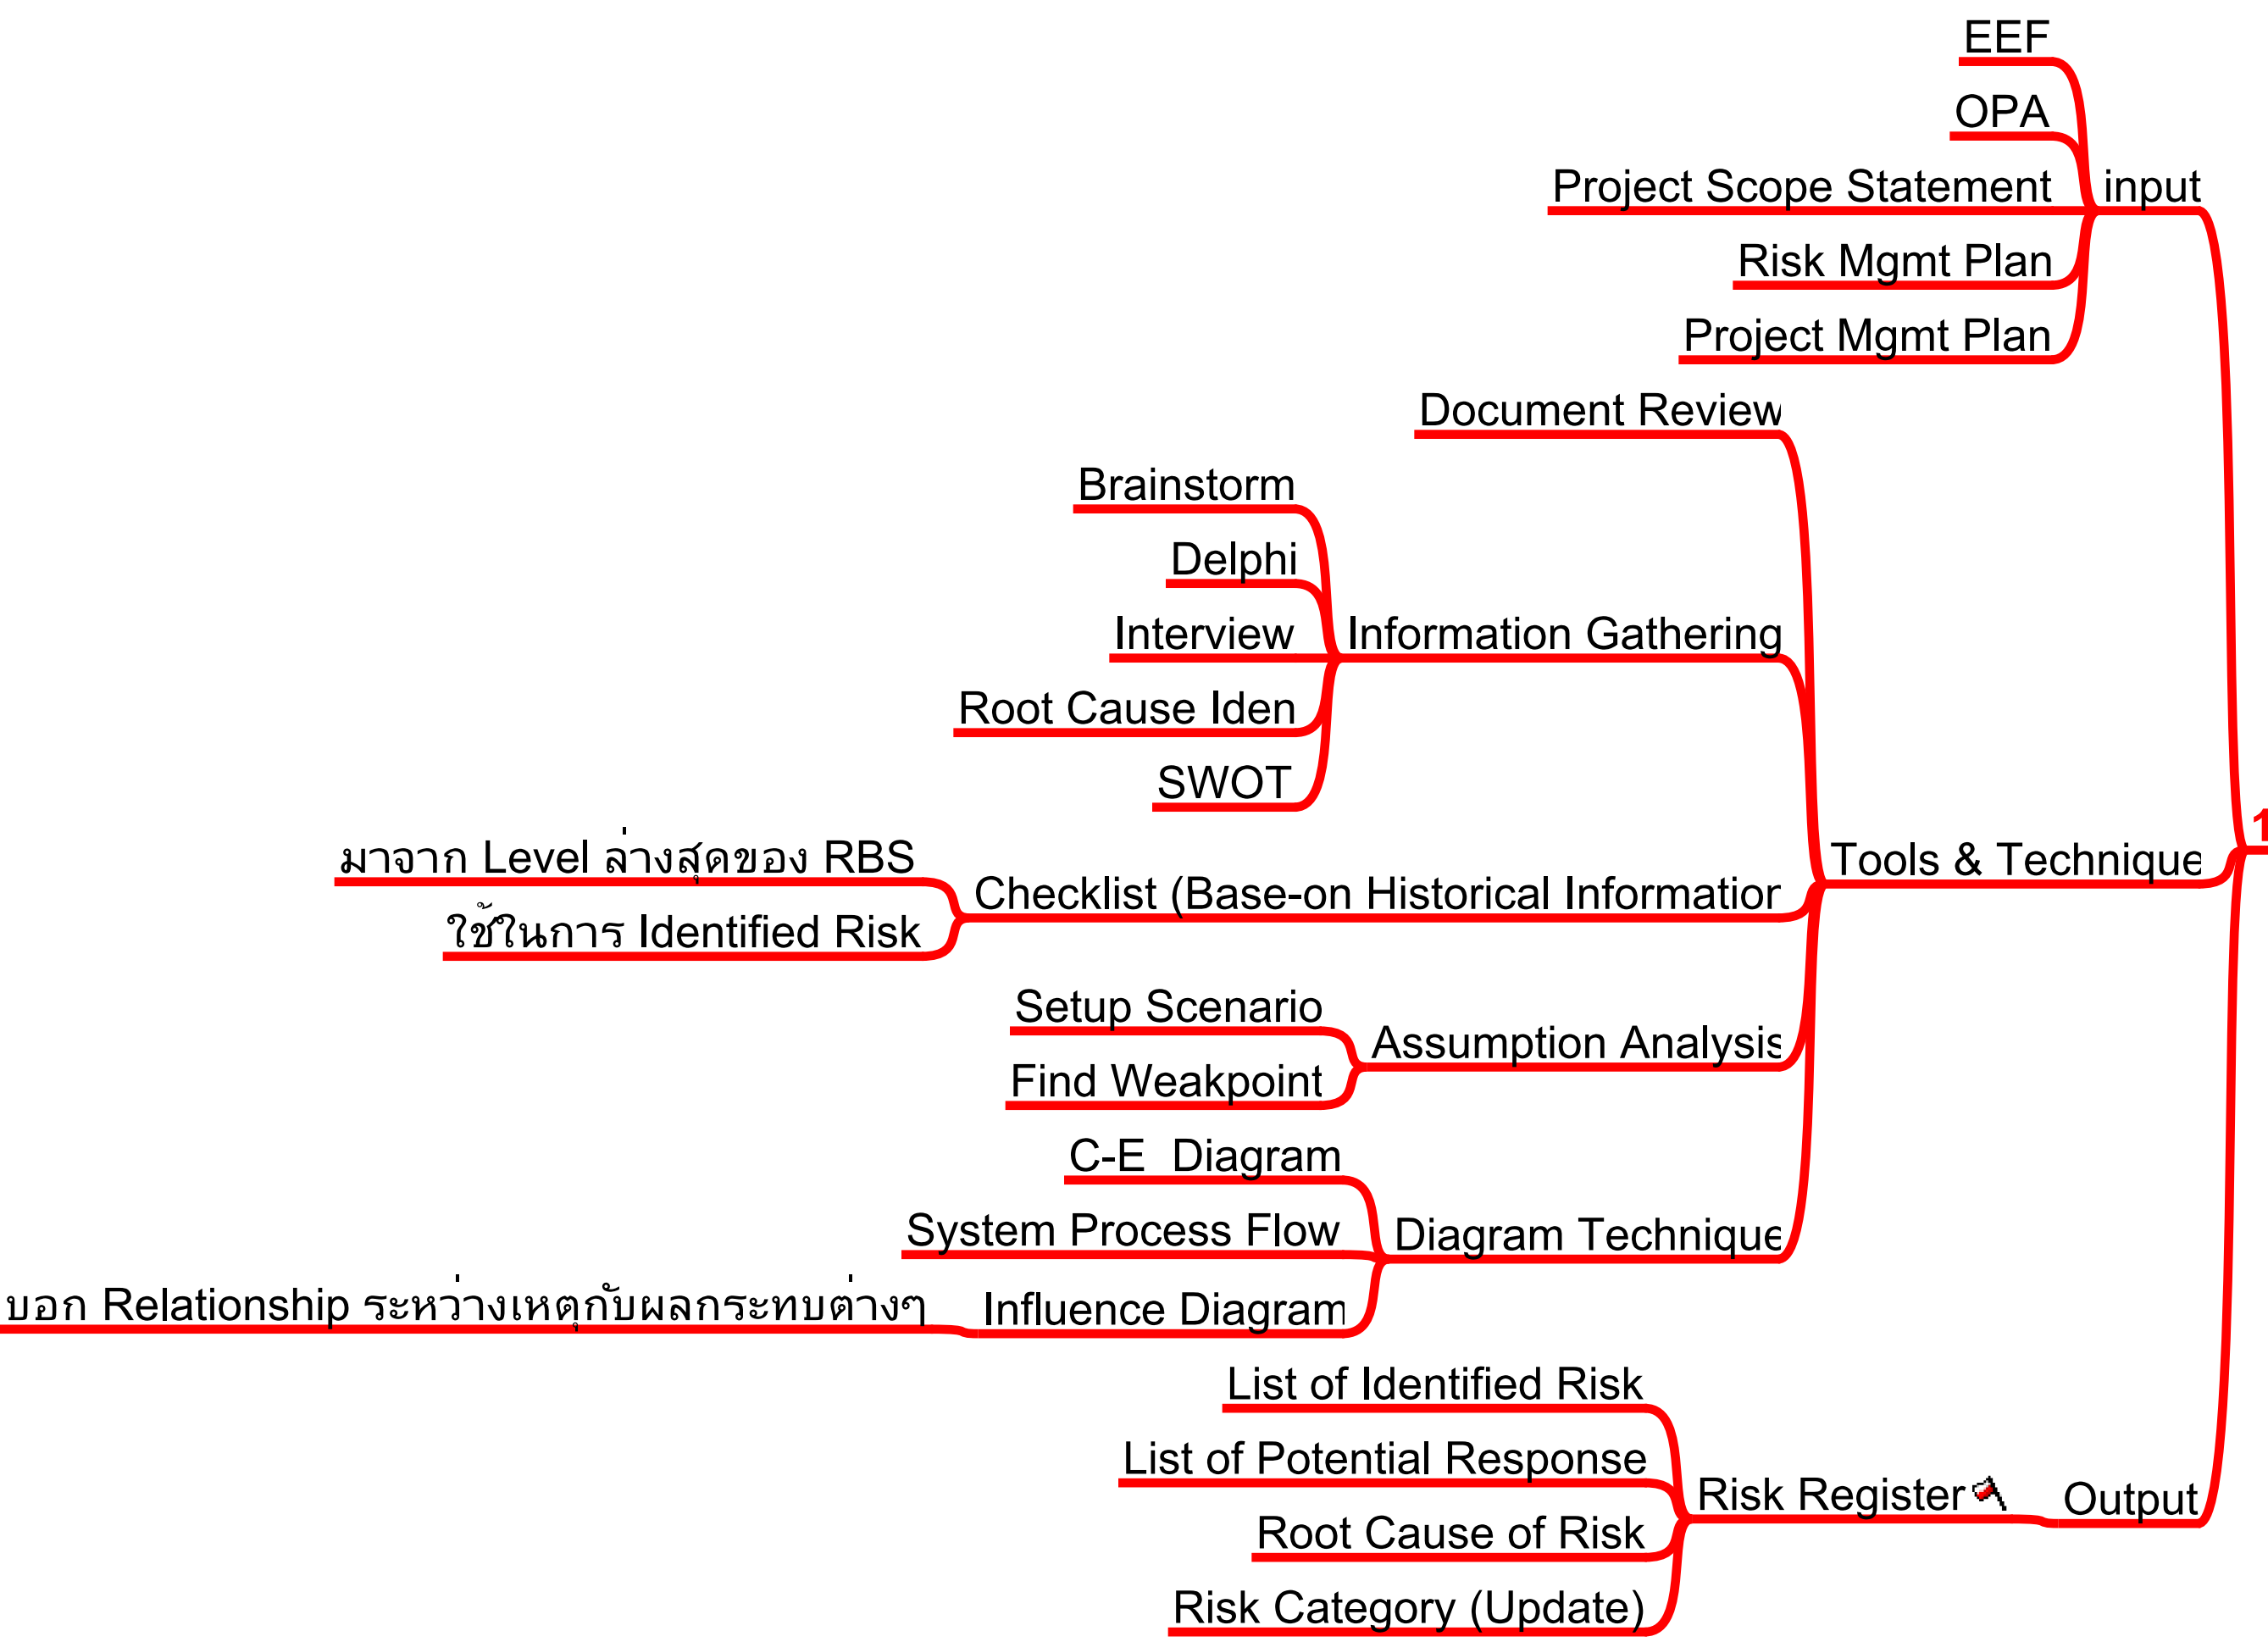 EEF
OPA
Project Scope Statement
input
Risk Mgmt Plan
Project Mgmt Plan
Document Review
Brainstorm
Delphi
Interview
Information Gathering
Root Cause Iden
SWOT
มาจาก Level ล่างสุดของ RBS
Tools & Technique
Checklist (Base-on Historical Information
ใช้ในการ Identified Risk
Setup Scenario
Assumption Analysis
Find Weakpoint
C-E Diagram
System Process Flow
Diagram Technique
บอก Relationship ระหว่างเหตุกับผลกระทบต่างๆ
Influence Diagram
List of Identified Risk
List of Potential Response
Risk Register
Output
Root Cause of Risk
Risk Category (Update)